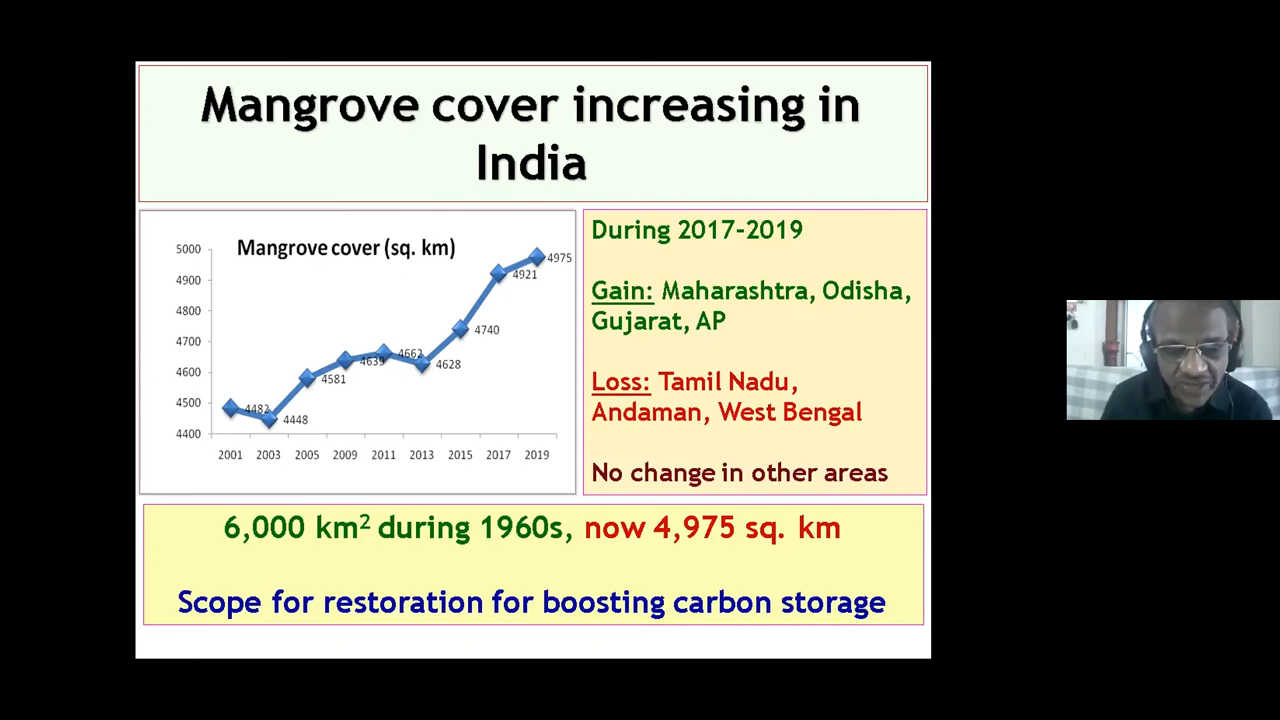 Mangrove cover increasing in
India
Mangrove cover (sq. km)
5000
4900
4800
4700
4600
4500
4400
4482
4448
4581
4639
4662
4628
4740
4921
4975
2001 2003 2005 2009 2011 2013 2015 2017 2019
During 2017-2019
Gain: Maharashtra, Odisha,
Gujarat, AP
Loss: Tamil Nadu,
Andaman, West Bengal
No change in other areas
6,000 km² during 1960s, now 4,975 sq. km
Scope for restoration for boosting carbon storage